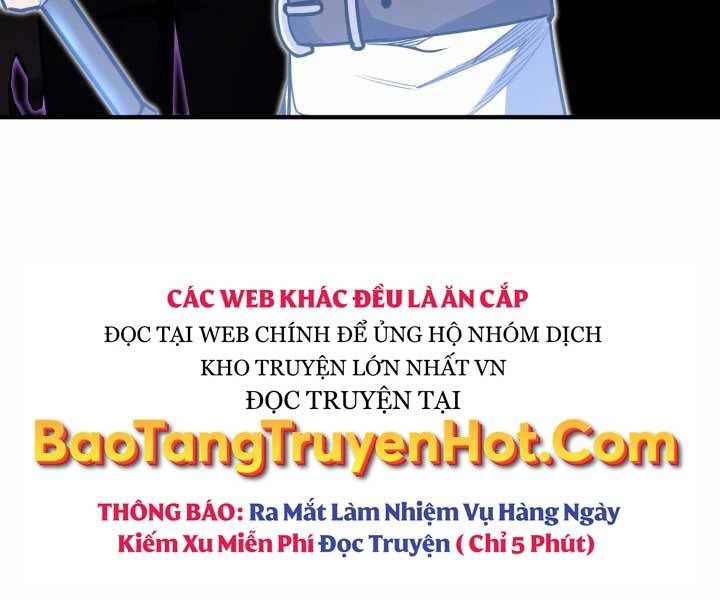 CÁC WEB KHÁC ĐỀU LÀ ĂN CẮP
ĐỌC TẠI WEB CHÍNH ĐỂ ỦNG HỘ NHÓM DỊCH
KHO TRUYỆN LỚN NHẤT VN
ĐỌC TRUYỆN TẠI
BaoTangTruyenHot.Com
THÔNG BÁO: Ra Mắt Làm Nhiệm Vụ Hàng Ngày
Kiếm Xu Miễn Phí Đọc Truyện ( Chỉ 5 Phút)